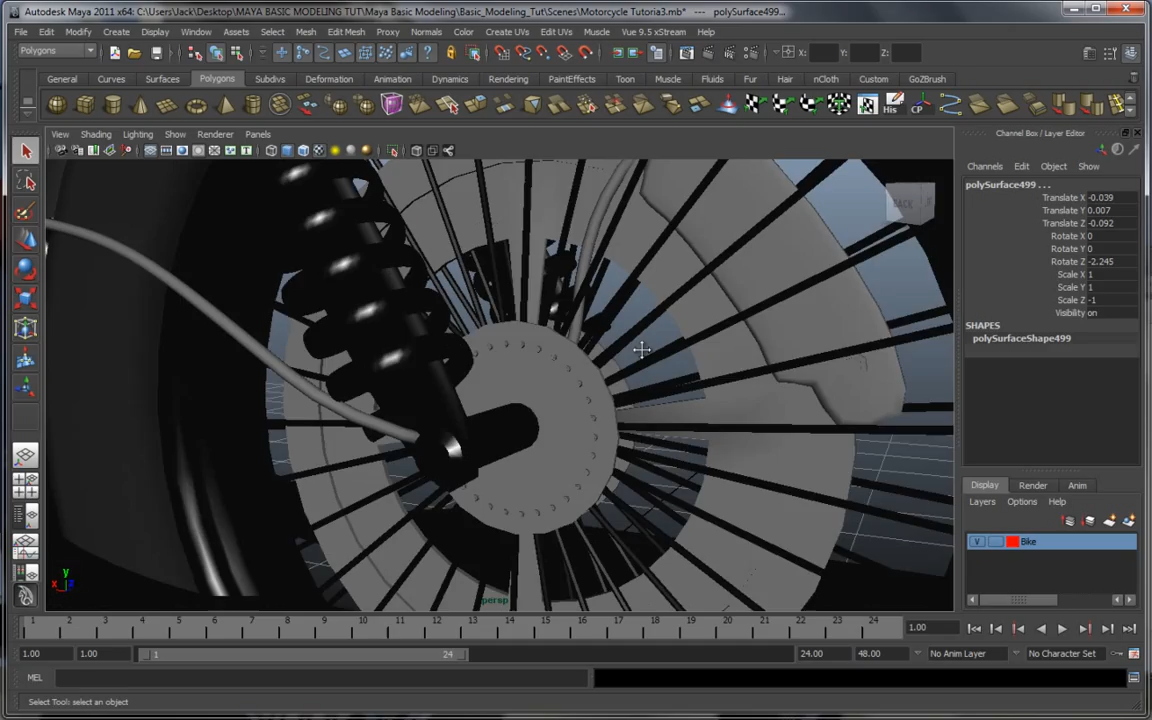 Autodesk Maya 2011 x64: C:\Users\Jack\Desktop\MAYA BASIC MODELING TUT\Maya Basic Modeling\Basic_Modeling_Tut\Scenes\Motorcycle Tutoria3.mb* --- polySurface499...
File Edit Modify Create Display Window Assets Select Mesh Edit Mesh Proxy Normals Color Create UVs Edit UVs Muscle Vue 9.5 xStream Help
Polygons X: Y: Z:
General Curves Surfaces Polygons Subdivs Deformation Animation Dynamics Rendering PaintEffects Toon Muscle Fluids Fur Hair nCloth Custom GoZBrush
His CP
View Shading Lighting Show Renderer Panels
Channel Box / Layer Editor
Channels Edit Object Show
polySurface499 ...
Translate X -0.039
Translate Y 0.007
Translate Z -0.092
Rotate X 0
Rotate Y 0
Rotate Z -2.245
Scale X 1
Scale Y 1
Scale Z -1
Visibility on
SHAPES
polySurfaceShape499
BACK
Display Render Anim
Layers Options Help
V Bike
y
x z
persp
1 2 3 4 5 6 7 8 9 10 11 12 13 14 15 16 17 18 19 20 21 22 23 24 1.00
1.00 1.00 1 24 24.00 48.00 No Anim Layer No Character Set
MEL
Select Tool: select an object